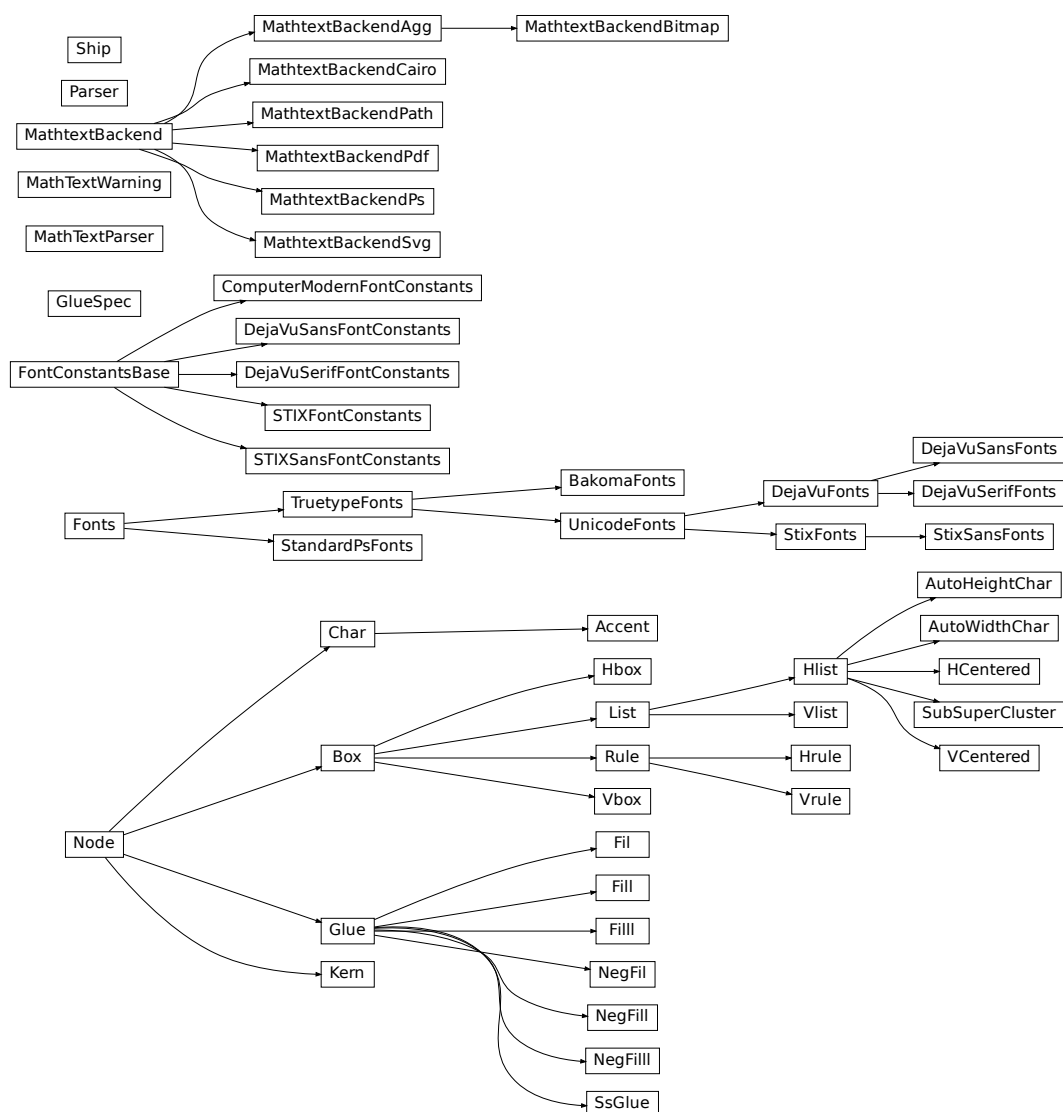 MathtextBackendAgg
MathtextBackendBitmap
Ship
MathtextBackendCairo
Parser
MathtextBackendPath
MathtextBackend
MathtextBackendPdf
MathTextWarning
MathtextBackendPs
MathTextParser
MathtextBackendSvg
ComputerModernFontConstants
GlueSpec
DejaVuSansFontConstants
FontConstantsBase
DejaVuSerifFontConstants
STIXFontConstants
STIXSansFontConstants
DejaVuSansFonts
BakomaFonts
DejaVuFonts
DejaVuSerifFonts
TruetypeFonts
Fonts
UnicodeFonts
StixFonts
StixSansFonts
StandardPsFonts
AutoHeightChar
Char
Accent
AutoWidthChar
Hbox
Hlist
HCentered
List
Vlist
SubSuperCluster
Box
Rule
Hrule
VCentered
Vbox
Vrule
Node
Fil
Fill
Glue
Filll
Kern
NegFil
NegFill
NegFilll
SsGlue